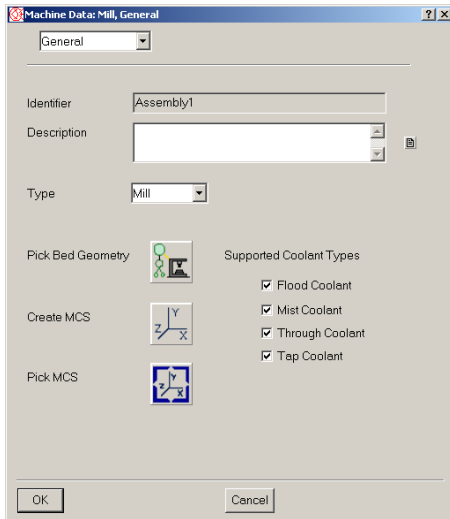 Machine Data: Mill, General
General
Identifier
Assembly1
Description
Type
Mill
Pick Bed Geometry
Supported Coolant Types
Flood Coolant
Create MCS
Y
Z
X
Mist Coolant
Through Coolant
Tap Coolant
Pick MCS
Y
Z
X
OK
Cancel